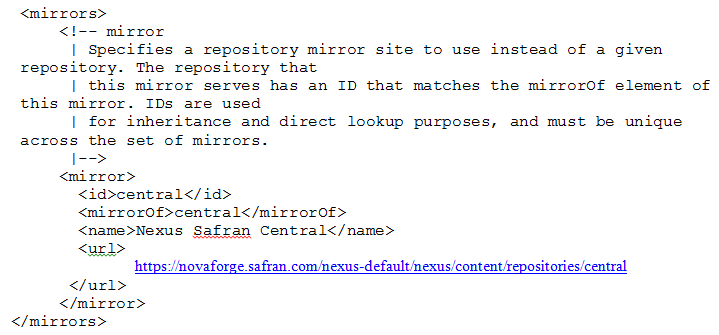 <mirrors>
<!-- mirror
| Specifies a repository mirror site to use instead of a given
repository. The repository that
| this mirror serves has an ID that matches the mirrorOf element of
this mirror. IDs are used
| for inheritance and direct lookup purposes, and must be unique
across the set of mirrors.
|-->
<mirror>
<id>central</id>
<mirrorOf>central</mirrorOf>
<name>Nexus Safran Central</name>
<url>
https://novaforge.safran.com/nexus-default/nexus/content/repositories/central
</url>
</mirror>
</mirrors>